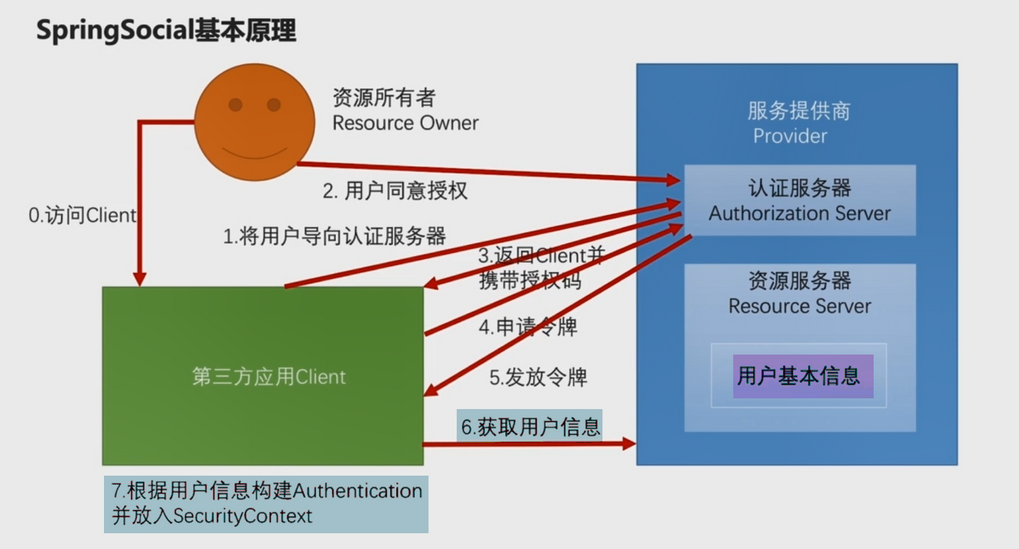 SpringSocial基本原理
资源所有者
Resource Owner
服务提供商
Provider
2. 用户同意授权
认证服务器
Authorization Server
0.访问Client
1.将用户导向认证服务器
3.返回Client并
携带授权码
资源服务器
Resource Server
4.申请令牌
第三方应用Client
5.发放令牌
用户基本信息
6.获取用户信息
7.根据用户信息构建Authentication
并放入SecurityContext